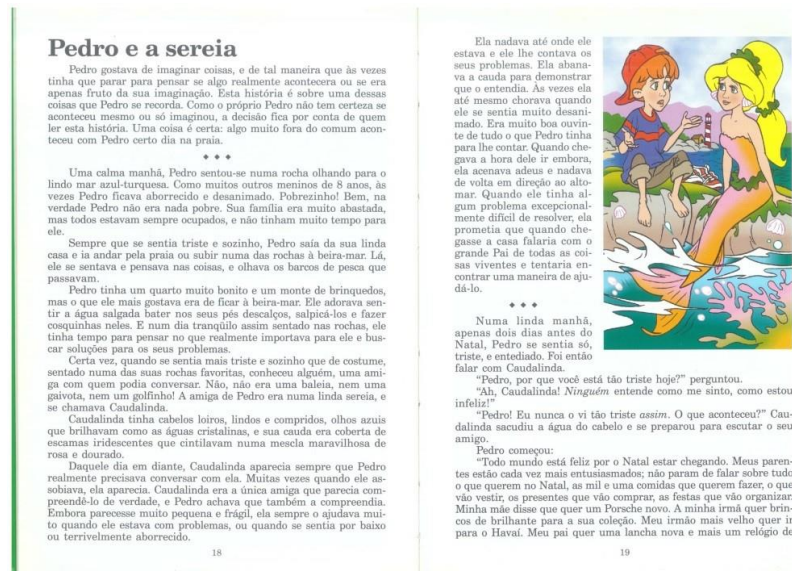 Pedro e a sereia
Pedro gostava de imaginar coisas, e de tal maneira que às vezes
tinha que parar para pensar se algo realmente acontecera ou se era
apenas fruto da sua imaginação. Esta história é sobre uma dessas
coisas que Pedro se recorda. Como o próprio Pedro não tem certeza se
aconteceu mesmo ou só imaginou, a decisão fica por conta de quem
ler esta história. Uma coisa é certa: algo muito fora do comum acon-
teceu com Pedro certo dia na praia.
Uma calma manhã, Pedro sentou-se numa rocha olhando para o
lindo mar azul-turquesa. Como muitos outros meninos de 8 anos, às
vezes Pedro ficava aborrecido e desanimado. Pobrezinho! Bem, na
verdade Pedro não era nada pobre. Sua família era muito abastada,
mas todos estavam sempre ocupados, e não tinham muito tempo para
ele.
Sempre que se sentia triste e sozinho, Pedro saía da sua linda
casa e ia andar pela praia ou subir numa das rochas à beira-mar. Lá,
ele se sentava e pensava nas coisas, e olhava os barcos de pesca que
passavam.
Pedro tinha um quarto muito bonito e um monte de brinquedos,
mas o que ele mais gostava era de ficar à beira-mar. Ele adorava sen-
tir a água salgada bater nos seus pés descalços, salpicá-los e fazer
cosquinhas neles. E num dia tranqüilo assim sentado nas rochas, ele
tinha tempo para pensar no que realmente importava para ele e bus-
car soluções para os seus problemas.
Certa vez, quando se sentia mais triste e sozinho que de costume,
sentado numa das suas rochas favoritas, conheceu alguém, uma ami-
ga com quem podia conversar. Não, não era uma baleia, nem uma
gaivota, nem um golfinho! A amiga de Pedro era uma linda sereia, e
se chamava Caudalinda.
Caudalinda tinha cabelos loiros, lindos e compridos, olhos azuis
que brilhavam como as águas cristalinas, e sua cauda era coberta de
escamas iridescentes que cintilavam numa mescla maravilhosa de
rosa e dourado.
Daquele dia em diante, Caudalinda aparecia sempre que Pedro
realmente precisava conversar com ela. Muitas vezes quando ele as-
sobiava, ela aparecia. Caudalinda era a única amiga que parecia com-
preendê-lo de verdade, e Pedro achava que também a compreendia.
Embora parecesse muito pequena e frágil, ela sempre o ajudava mui-
to quando ele estava com problemas, ou quando se sentia por baixo
ou terrivelmente aborrecido.
18
Ela nadava até onde ele
estava e ele lhe contava os
seus problemas. Ela abana-
va a cauda para demonstrar
que o entendia. Às vezes ela
até mesmo chorava quando
ele se sentia muito desani-
mado. Era muito boa ouvin-
te de tudo o que Pedro tinha
para lhe contar. Quando che-
gava a hora dele ir embora,
ela acenava adeus e nadava
de volta em direção ao alto-
mar. Quando ele tinha al-
gum problema excepcional-
mente difícil de resolver, ela
prometia que quando che-
gasse a casa falaria com o
grande Pai de todas as coi-
sas viventes e tentaria en-
contrar uma maneira de aju-
dá-lo.
Numa linda manhã,
apenas dois dias antes do
Natal, Pedro se sentia só,
triste, e entediado. Foi então
falar com Caudalinda.
“Pedro, por que você está tão triste hoje?” perguntou.
“Ah, Caudalinda! Ninguém entende como me sinto, como estou
infeliz!”
“Pedro! Eu nunca o vi tão triste assim. O que aconteceu?” Cau-
dalinda sacudiu a água do cabelo e se preparou para escutar o seu
amigo.
Pedro começou:
“Todo mundo está feliz por o Natal estar chegando. Meus paren-
tes estão cada vez mais entusiasmados; não param de falar sobre tudo
o que querem no Natal, as mil e uma comidas que querem fazer, o que
vão vestir, os presentes que vão comprar, as festas que vão organizar.
Minha mãe disse que quer um Porsche novo. A minha irmã quer brin-
cos de brilhante para a sua coleção. Meu irmão mais velho quer ir
para o Havaí. Meu pai quer uma lancha nova e mais um relógio de
19